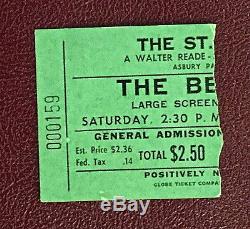 THE ST.
A WALTER READE -
ASBURY PA
THE BE
LARGE SCREEN
SATURDAY, 2:30 P. M
GENERAL ADMISSIO
Est. Price $2.36
Fed. Tax .14
TOTAL $2.50
POSITIVELY N
GLOBE TICKET COMPA
000159